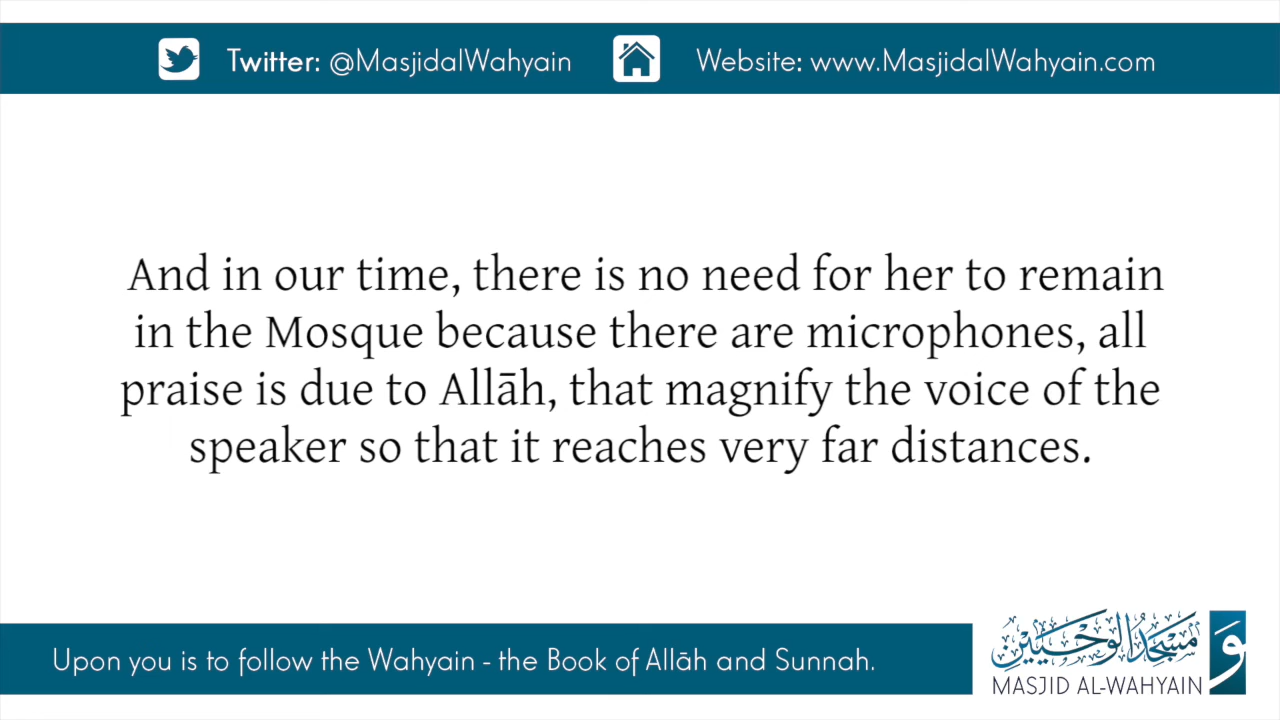 Twitter: @MasjidalWahyain Website: www.MasjidalWahyain.com
And in our time, there is no need for her to remain
in the Mosque because there are microphones, all
praise is due to Allāh, that magnify the voice of the
speaker so that it reaches very far distances.
Upon you is to follow the Wahyain - the Book of Allāh and Sunnah.
مَسْجِدُ الوَحْيَيْنِ
و
MASJID AL-WAHYAIN